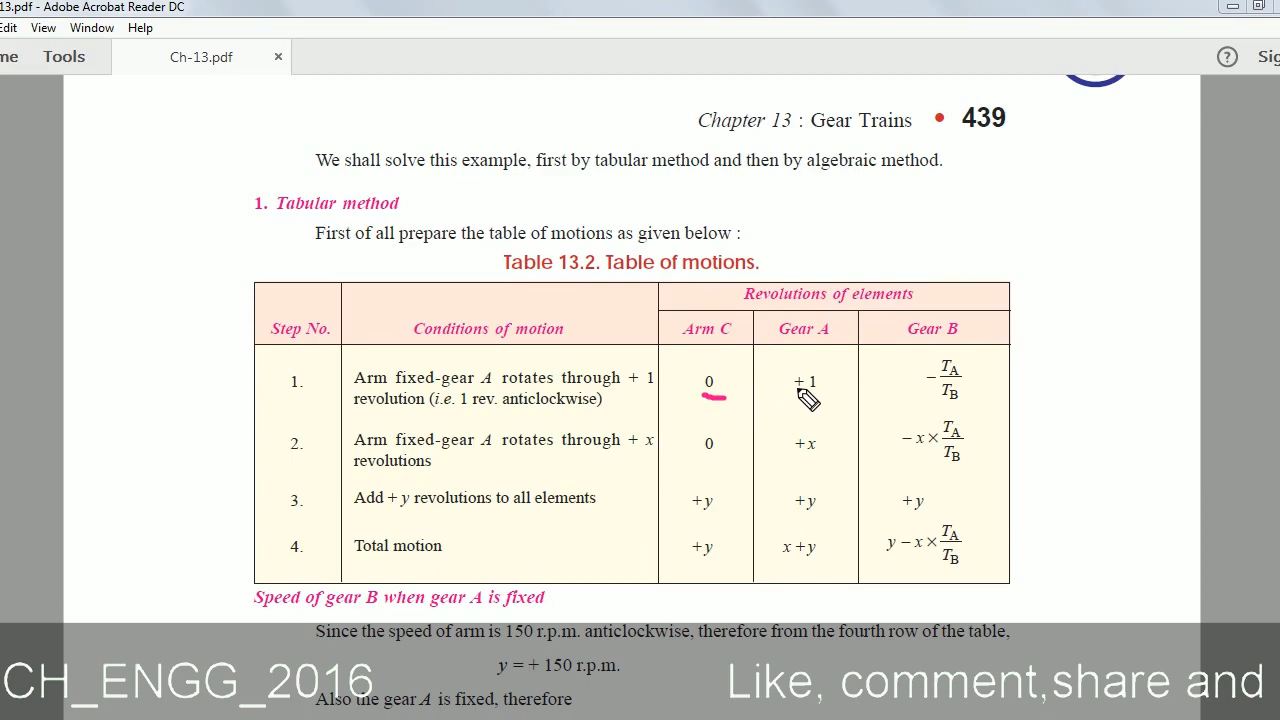 13.pdf - Adobe Acrobat Reader DC
Edit View Window Help
me Tools Ch-13.pdf × ? Sig
Chapter 13 : Gear Trains • 439
We shall solve this example, first by tabular method and then by algebraic method.
1. Tabular method
First of all prepare the table of motions as given below :
Table 13.2. Table of motions.
Revolutions of elements
Step No. Conditions of motion Arm C Gear A Gear B
1. Arm fixed-gear A rotates through + 1 revolution (i.e. 1 rev. anticlockwise) 0 + 1 − TA/TB
2. Arm fixed-gear A rotates through + x revolutions 0 + x − x × TA/TB
3. Add + y revolutions to all elements + y + y + y
4. Total motion + y x + y y − x × TA/TB
Speed of gear B when gear A is fixed
Since the speed of arm is 150 r.p.m. anticlockwise, therefore from the fourth row of the table,
y = + 150 r.p.m.
CH_ENGG_2016 Like, comment,share and
Also the gear A is fixed, therefore